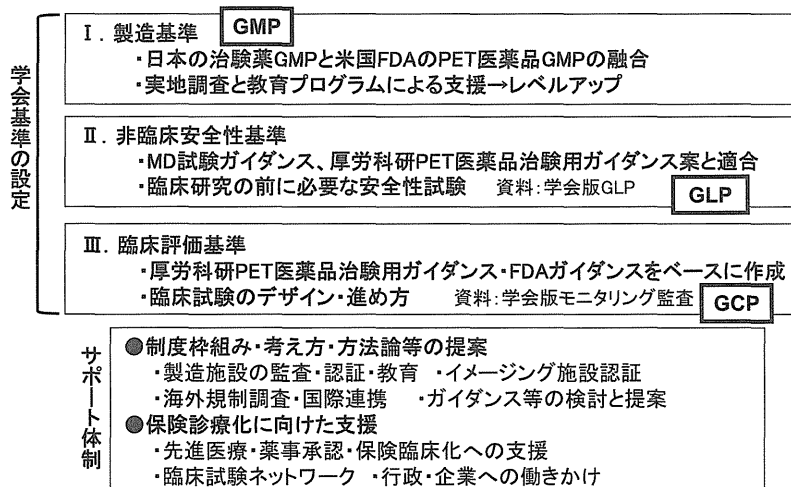 学会基準の設定
Ⅰ. 製造基準 GMP
・日本の治験薬GMPと米国FDAのPET医薬品GMPの融合
・実地調査と教育プログラムによる支援→レベルアップ
Ⅱ. 非臨床安全性基準
・MD試験ガイダンス、厚労科研PET医薬品治験用ガイダンス案と適合
・臨床研究の前に必要な安全性試験 資料:学会版GLP
GLP
Ⅲ. 臨床評価基準
・厚労科研PET医薬品治験用ガイダンス・FDAガイダンスをベースに作成
・臨床試験のデザイン・進め方 資料:学会版モニタリング監査
GCP
サポート体制
●制度枠組み・考え方・方法論等の提案
・製造施設の監査・認証・教育 ・イメージング施設認証
・海外規制調査・国際連携 ・ガイダンス等の検討と提案
●保険診療化に向けた支援
・先進医療・薬事承認・保険臨床化への支援
・臨床試験ネットワーク ・行政・企業への働きかけ